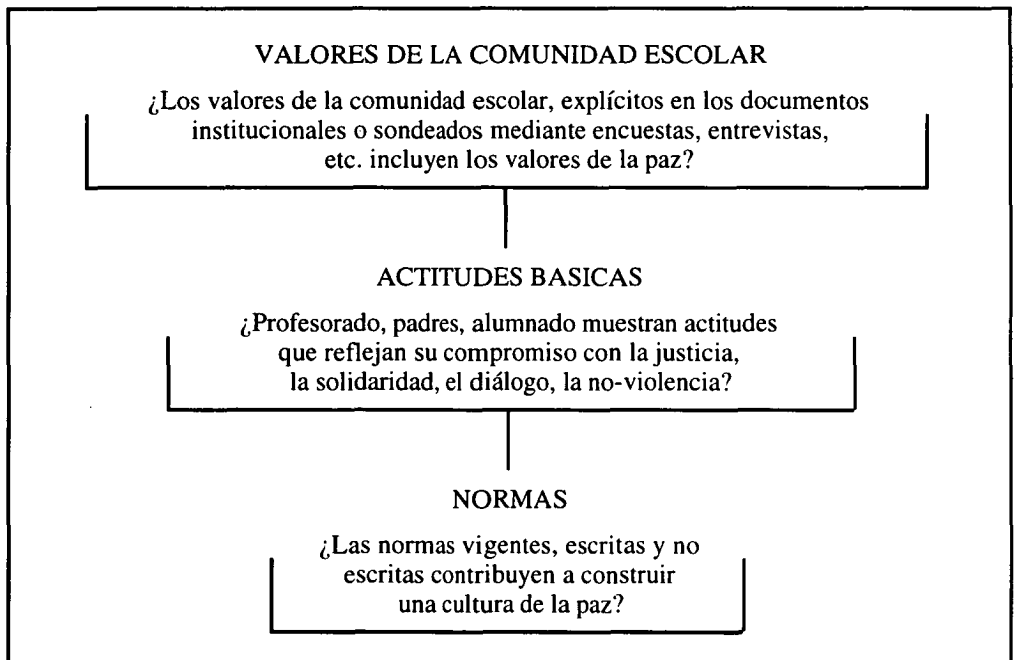 VALORES DE LA COMUNIDAD ESCOLAR
¿Los valores de la comunidad escolar, explícitos en los documentos
institucionales o sondeados mediante encuestas, entrevistas,
etc. incluyen los valores de la paz?
ACTITUDES BASICAS
¿Profesorado, padres, alumnado muestran actitudes
que reflejan su compromiso con la justicia,
la solidaridad, el diálogo, la no-violencia?
NORMAS
¿Las normas vigentes, escritas y no
escritas contribuyen a construir
una cultura de la paz?